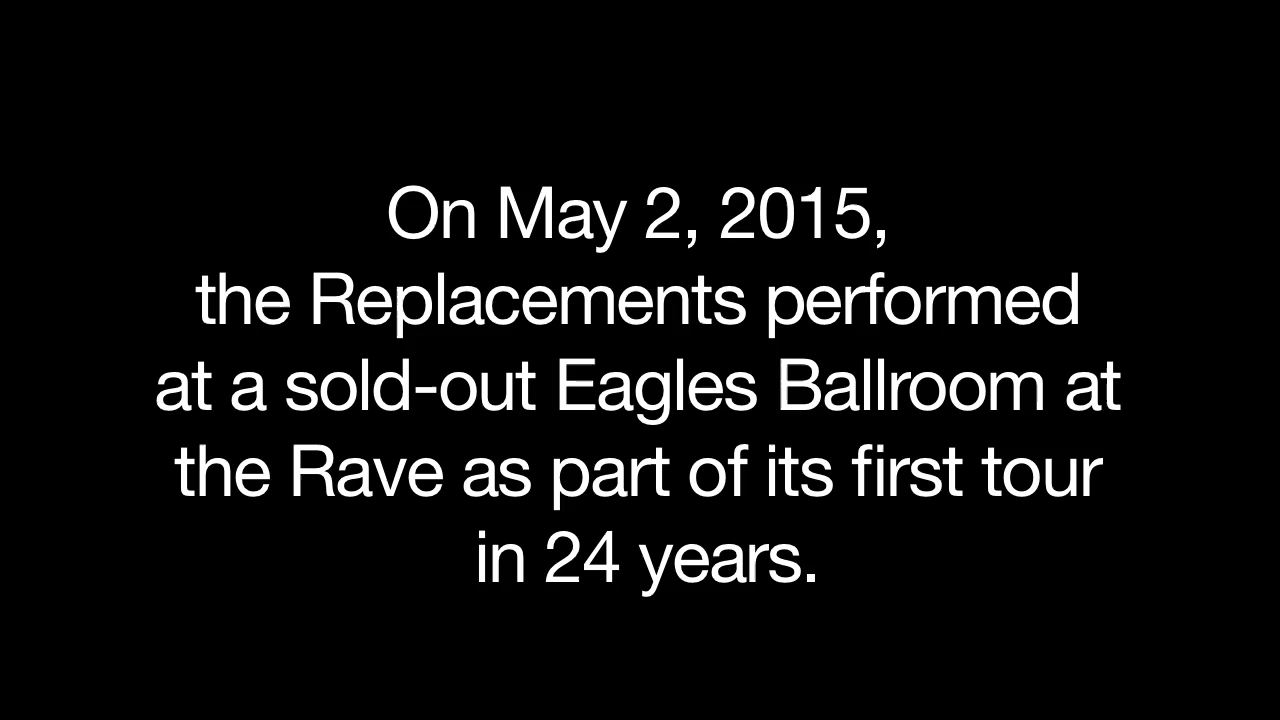 On May 2, 2015,
the Replacements performed
at a sold-out Eagles Ballroom at
the Rave as part of its first tour
in 24 years.